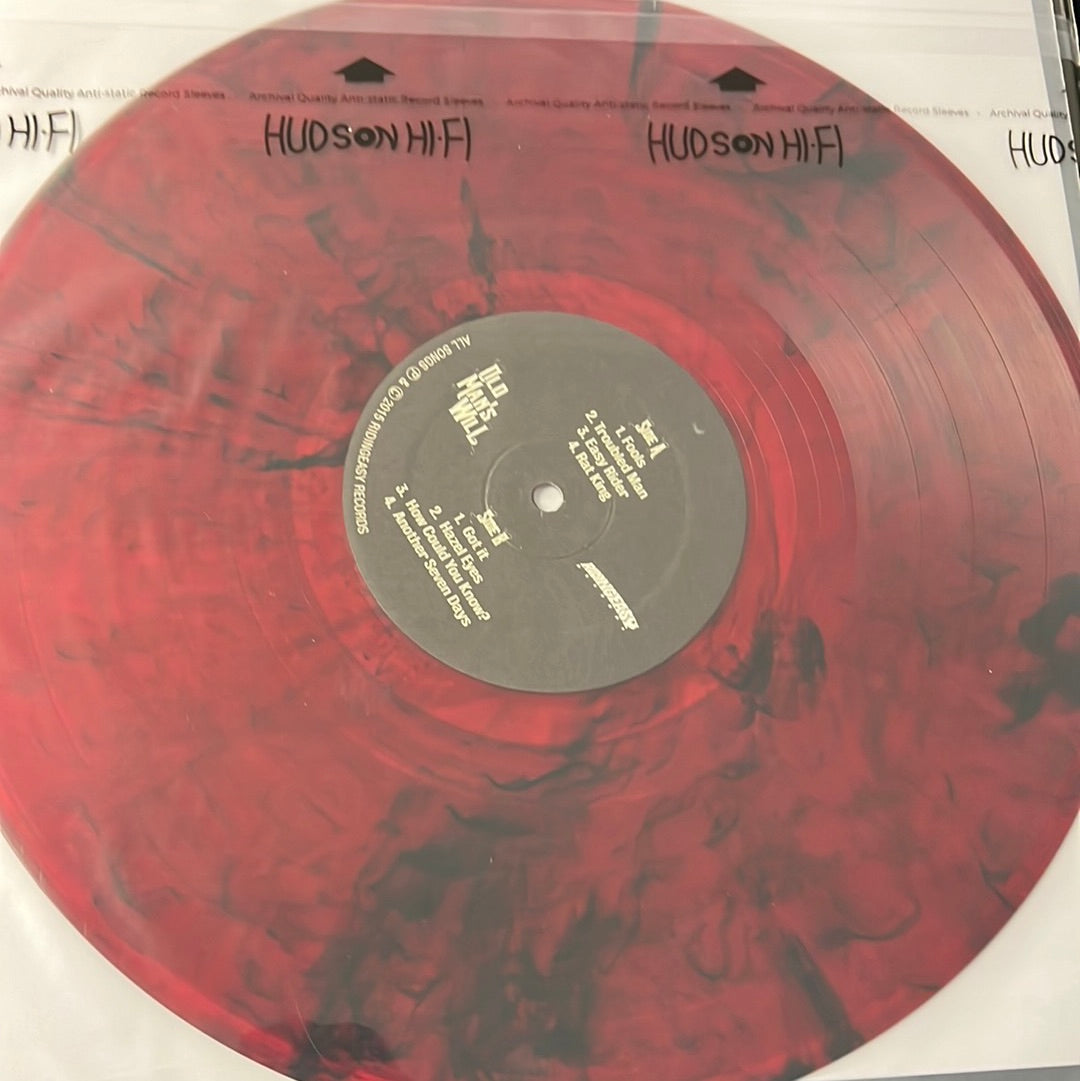 Archival Quality Anti-static Record Sleeves
Archival Quality Anti-static Record Sleeves
Archival Quality Anti-static Record Sleeves
Archival Quality Anti-static Record Sleeves
Archival Quality
HI·FI
HUDSON HI·FI
HUDSON HI·FI
HUDS
OLD
MAN'S
WILL
SIDE A
1. Fools
2. Troubled Man
3. Easy Rider
4. Rat King
SIDE B
1. Got it
2. Hazel Eyes
3. How Could You Know?
4. Another Seven Days
RIDINGEASY
ALL SONGS ℗ & © 2015 RIDINGEASY RECORDS